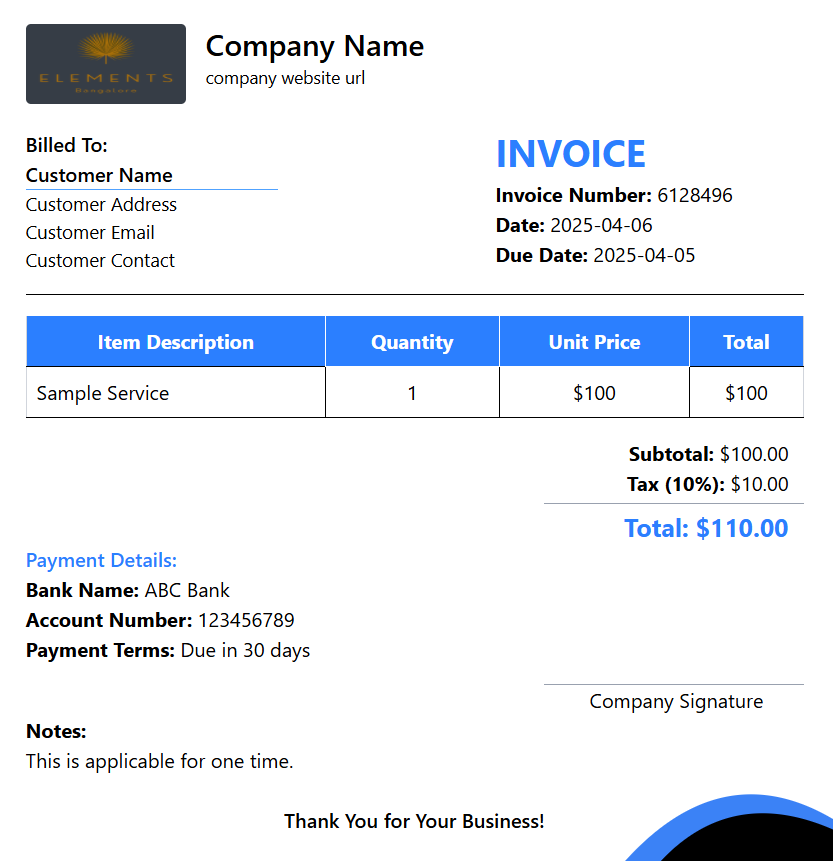 ELEMENTS
Bangalore
Company Name
company website url
Billed To:
Customer Name
Customer Address
Customer Email
Customer Contact
INVOICE
Invoice Number: 6128496
Date: 2025-04-06
Due Date: 2025-04-05
Item Description Quantity Unit Price Total
Sample Service 1 $100 $100
Subtotal: $100.00
Tax (10%): $10.00
Total: $110.00
Payment Details:
Bank Name: ABC Bank
Account Number: 123456789
Payment Terms: Due in 30 days
Company Signature
Notes:
This is applicable for one time.
Thank You for Your Business!